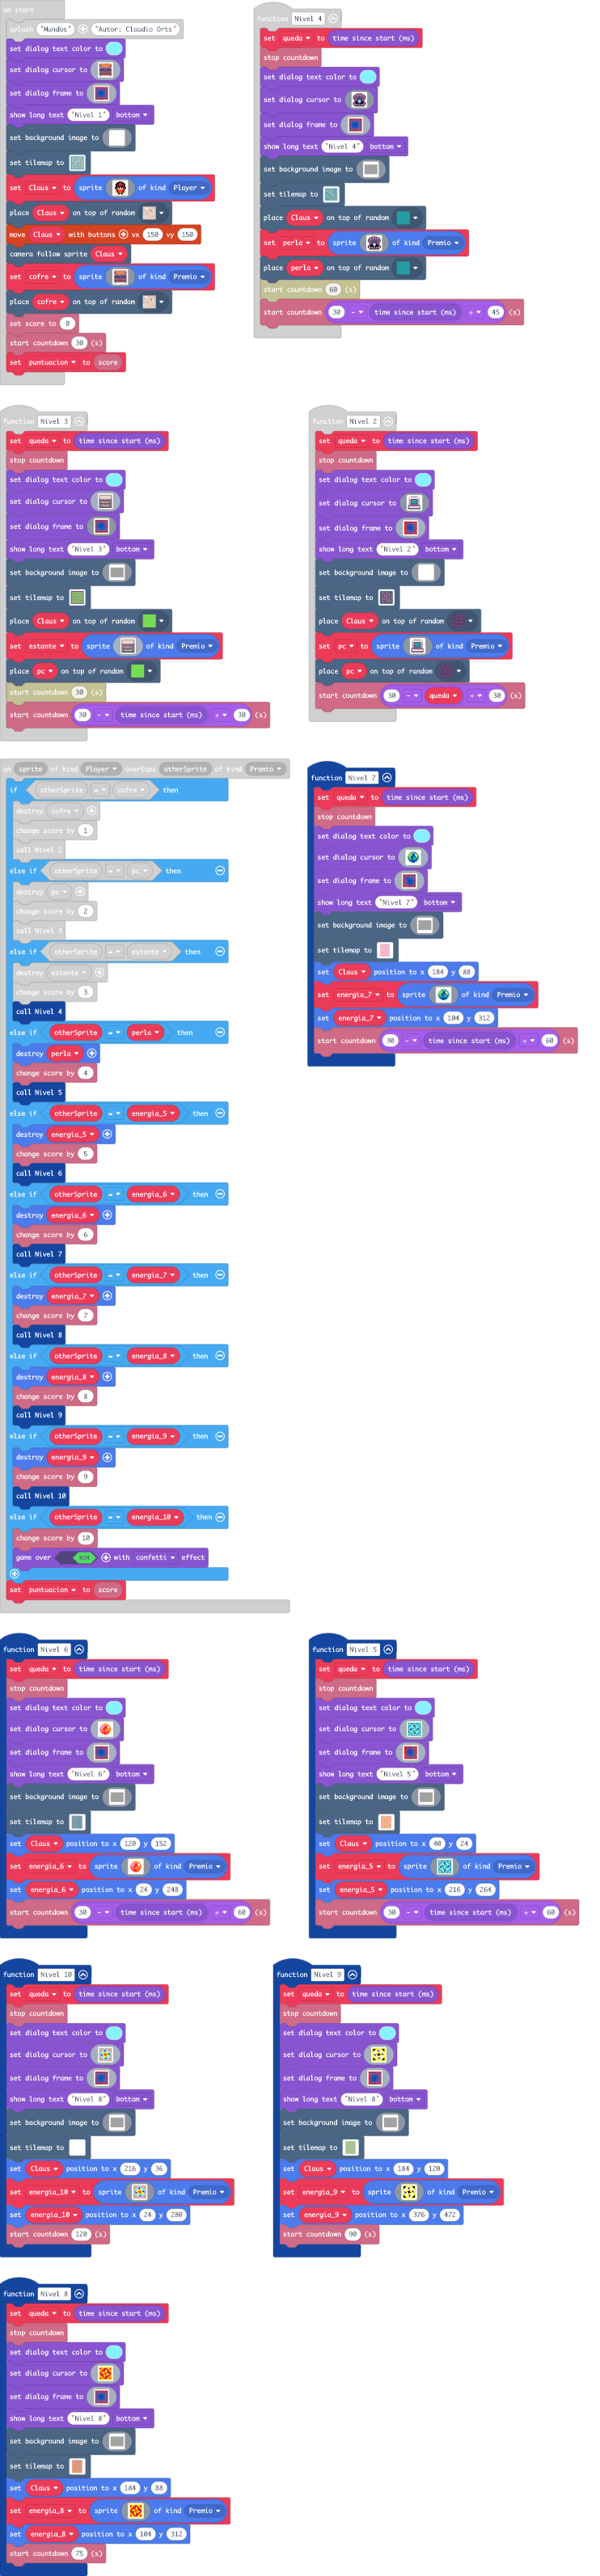 on start
splash "Mundos" "Autor: Claudio Orts"
set dialog text color to
set dialog cursor to
set dialog frame to
show long text "Nivel 1" bottom
set background image to
set tilemap to
set Claus to sprite of kind Player
place Claus on top of random
move Claus with buttons vx 150 vy 150
camera follow sprite Claus
set cofre to sprite of kind Premio
place cofre on top of random
set score to 0
start countdown 30 (s)
set puntuacion to score
function Nivel 4
set queda to time since start (ms)
stop countdown
set dialog text color to
set dialog cursor to
set dialog frame to
show long text "Nivel 4" bottom
set background image to
set tilemap to
place Claus on top of random
set perla to sprite of kind Premio
place perla on top of random
start countdown 60 (s)
start countdown 30 - time since start (ms) + 45 (s)
function Nivel 3
set queda to time since start (ms)
stop countdown
set dialog text color to
set dialog cursor to
set dialog frame to
show long text "Nivel 3" bottom
set background image to
set tilemap to
place Claus on top of random
set estante to sprite of kind Premio
place pc on top of random
start countdown 30 (s)
start countdown 30 - time since start (ms) + 30 (s)
function Nivel 2
set queda to time since start (ms)
stop countdown
set dialog text color to
set dialog cursor to
set dialog frame to
show long text "Nivel 2" bottom
set background image to
set tilemap to
place Claus on top of random
set pc to sprite of kind Premio
place pc on top of random
start countdown 30 - queda + 30 (s)
on sprite of kind Player overlaps otherSprite of kind Premio
if otherSprite = cofre then
destroy cofre
change score by 1
call Nivel 2
else if otherSprite = pc then
destroy pc
change score by 2
call Nivel 3
else if otherSprite = estante then
destroy estante
change score by 3
call Nivel 4
else if otherSprite = perla then
destroy perla
change score by 4
call Nivel 5
else if otherSprite = energia_5 then
destroy energia_5
change score by 5
call Nivel 6
else if otherSprite = energia_6 then
destroy energia_6
change score by 6
call Nivel 7
else if otherSprite = energia_7 then
destroy energia_7
change score by 7
call Nivel 8
else if otherSprite = energia_8 then
destroy energia_8
change score by 8
call Nivel 9
else if otherSprite = energia_9 then
destroy energia_9
change score by 9
call Nivel 10
else if otherSprite = energia_10 then
change score by 10
game over WIN with confetti effect
set puntuacion to score
function Nivel 7
set queda to time since start (ms)
stop countdown
set dialog text color to
set dialog cursor to
set dialog frame to
show long text "Nivel 7" bottom
set background image to
set tilemap to
set Claus position to x 184 y 88
set energia_7 to sprite of kind Premio
set energia_7 position to x 104 y 312
start countdown 30 - time since start (ms) + 60 (s)
function Nivel 6
set queda to time since start (ms)
stop countdown
set dialog text color to
set dialog cursor to
set dialog frame to
show long text "Nivel 6" bottom
set background image to
set tilemap to
set Claus position to x 120 y 152
set energia_6 to sprite of kind Premio
set energia_6 position to x 24 y 248
start countdown 30 - time since start (ms) + 60 (s)
function Nivel 5
set queda to time since start (ms)
stop countdown
set dialog text color to
set dialog cursor to
set dialog frame to
show long text "Nivel 5" bottom
set background image to
set tilemap to
set Claus position to x 40 y 24
set energia_5 to sprite of kind Premio
set energia_5 position to x 216 y 264
start countdown 30 - time since start (ms) + 60 (s)
function Nivel 10
set queda to time since start (ms)
stop countdown
set dialog text color to
set dialog cursor to
set dialog frame to
show long text "Nivel 8" bottom
set background image to
set tilemap to
set Claus position to x 216 y 36
set energia_10 to sprite of kind Premio
set energia_10 position to x 24 y 280
start countdown 120 (s)
function Nivel 9
set queda to time since start (ms)
stop countdown
set dialog text color to
set dialog cursor to
set dialog frame to
show long text "Nivel 8" bottom
set background image to
set tilemap to
set Claus position to x 184 y 120
set energia_9 to sprite of kind Premio
set energia_9 position to x 376 y 472
start countdown 90 (s)
function Nivel 8
set queda to time since start (ms)
stop countdown
set dialog text color to
set dialog cursor to
set dialog frame to
show long text "Nivel 8" bottom
set background image to
set tilemap to
set Claus position to x 184 y 88
set energia_8 to sprite of kind Premio
set energia_8 position to x 104 y 312
start countdown 75 (s)